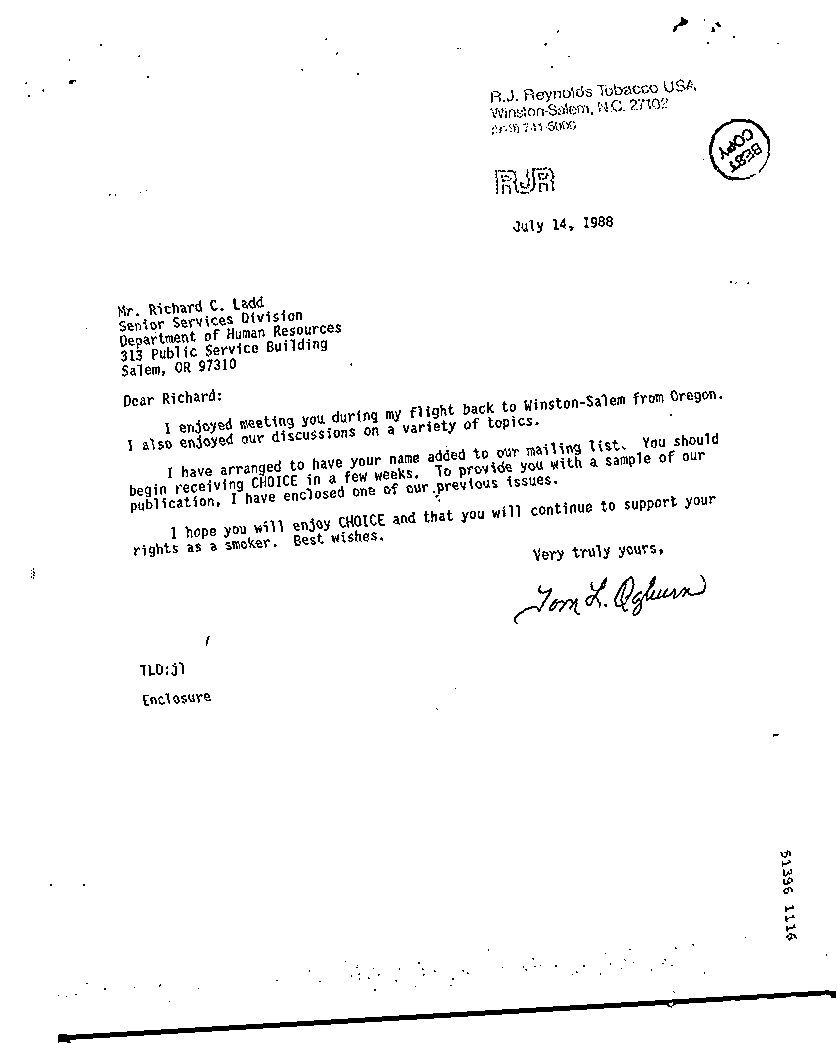 R.J. Reynolds Tobacco USA
Winston-Salem, N.C. 27102
(919) 741-5000
BEST
COPY
RJR
July 14, 1988
Mr. Richard C. Ladd
Senior Services Division
Department of Human Resources
313 Public Service Building
Salem, OR 97310
Dear Richard:
I enjoyed meeting you during my flight back to Winston-Salem from Oregon.
I also enjoyed our discussions on a variety of topics.
I have arranged to have your name added to our mailing list. You should
begin receiving CHOICE in a few weeks. To provide you with a sample of our
publication, I have enclosed one of our previous issues.
I hope you will enjoy CHOICE and that you will continue to support your
rights as a smoker. Best wishes.
Very truly yours,
Tom L. Ogburn
TLO:jl
Enclosure
51396 1116